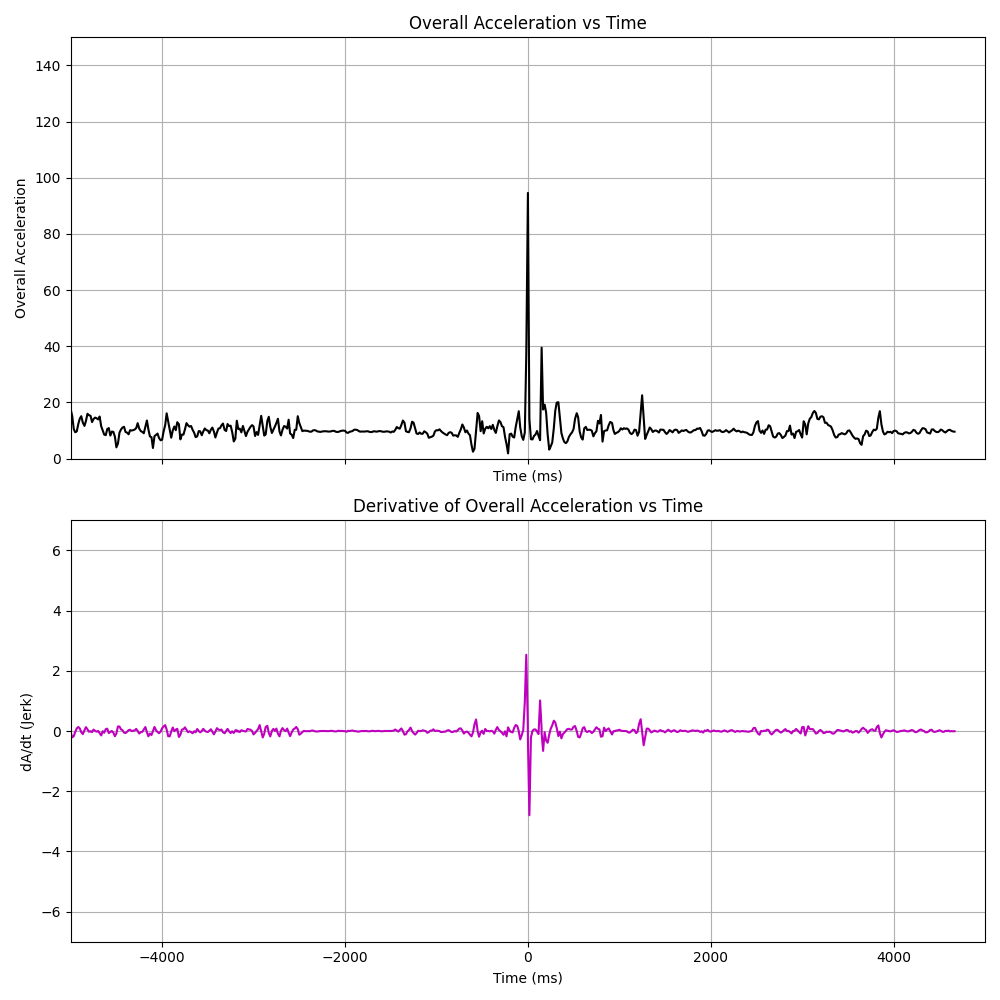 Overall Acceleration vs Time
140
120
100
80
60
40
20
0
Overall Acceleration
Time (ms)
Derivative of Overall Acceleration vs Time
6
4
2
0
−2
−4
−6
dA/dt (Jerk)
−4000 −2000 0 2000 4000
Time (ms)